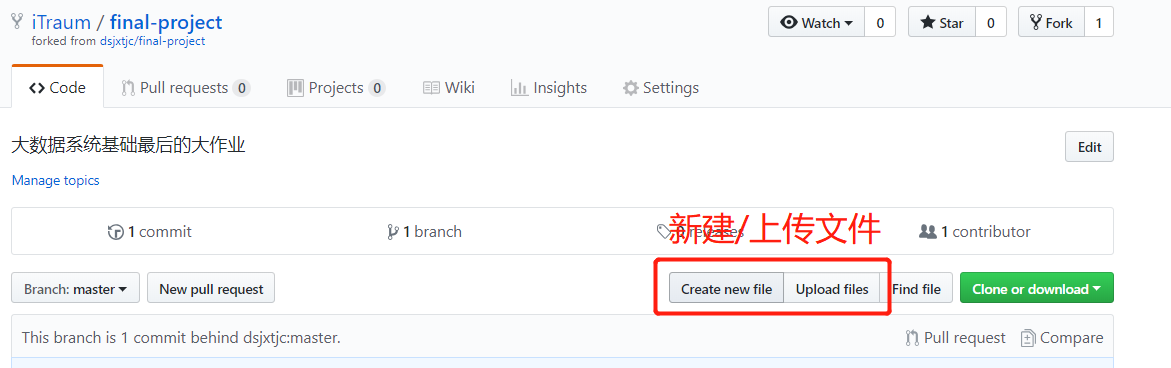 iTraum / final-project
forked from dsjxtjc/final-project
Watch 0 Star 0 Fork 1
Code Pull requests 0 Projects 0 Wiki Insights Settings
大数据系统基础最后的大作业
Edit
Manage topics
新建/上传文件
1 commit 1 branch releases 1 contributor
Branch: master New pull request Create new file Upload files Find file Clone or download
This branch is 1 commit behind dsjxtjc:master. Pull request Compare